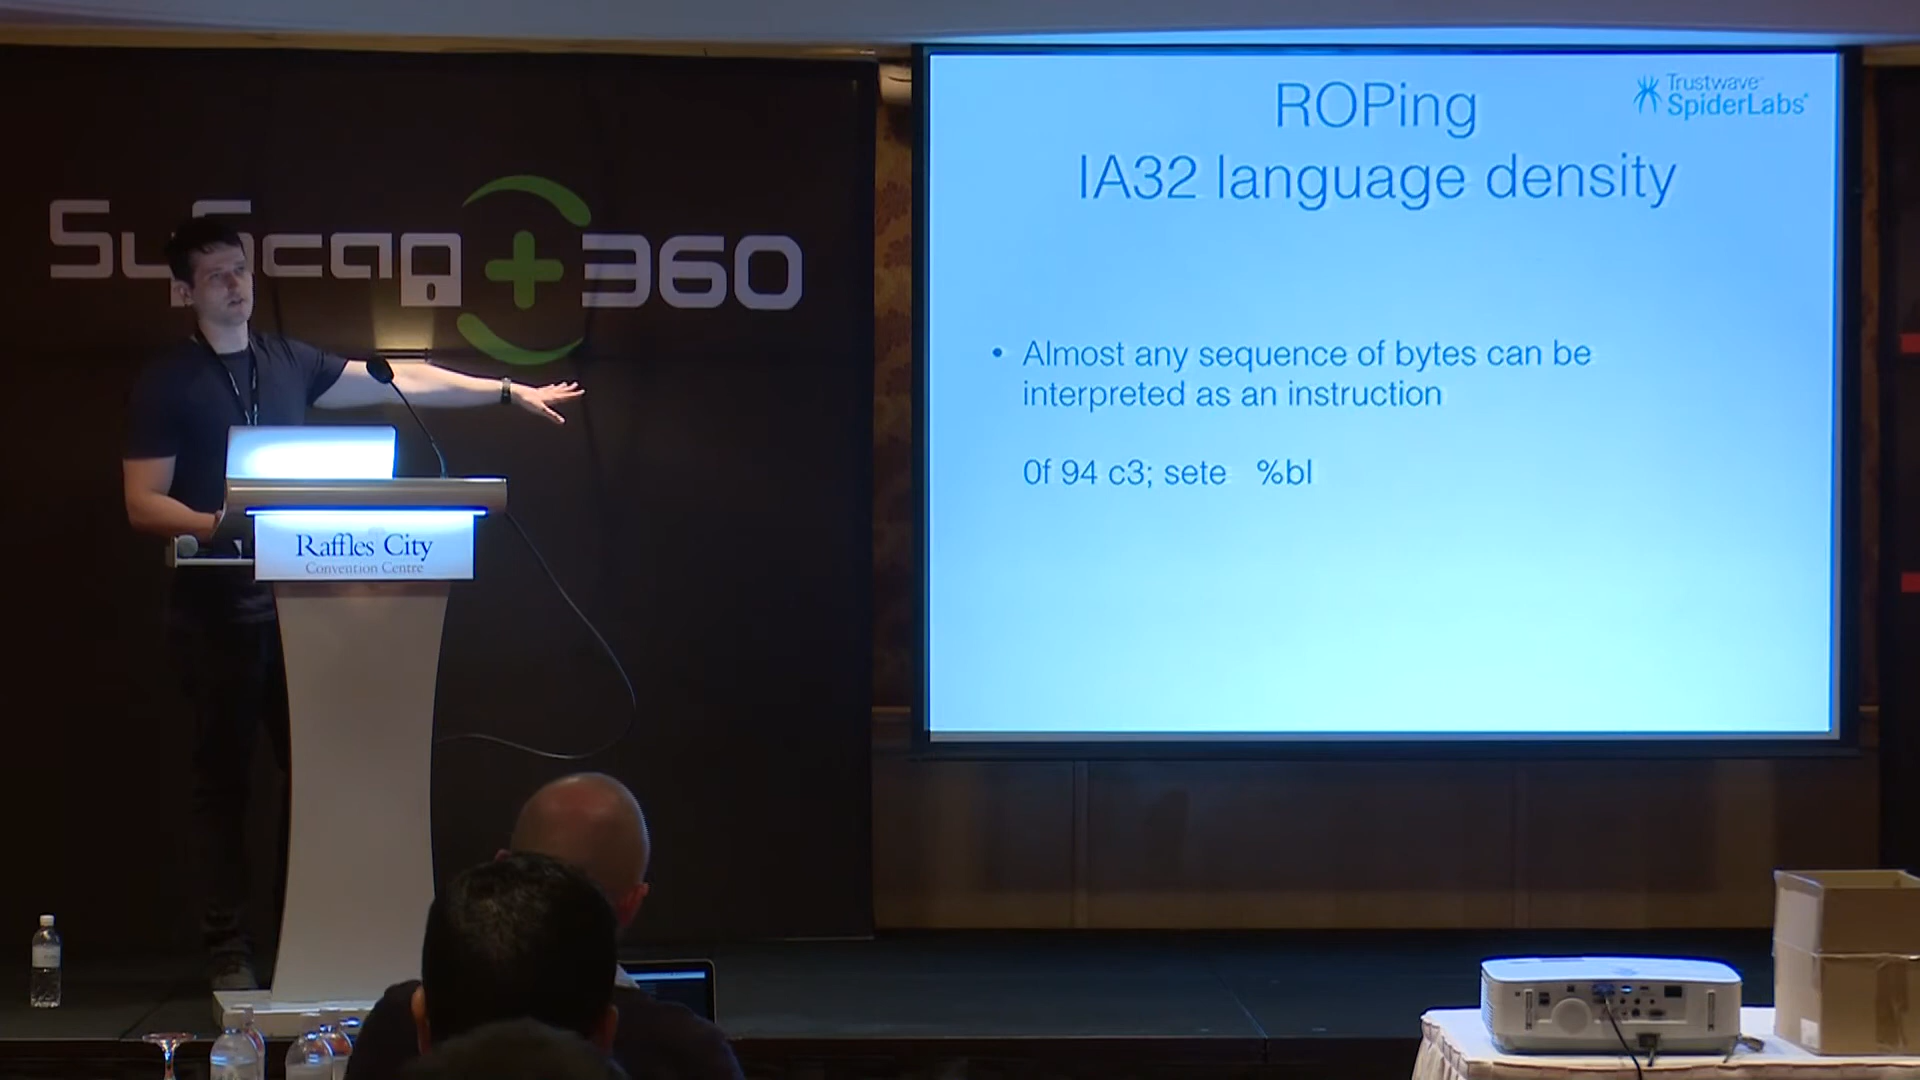 SyScan+360
ROPing
IA32 language density
Trustwave®
SpiderLabs®
• Almost any sequence of bytes can be
interpreted as an instruction
0f 94 c3; sete %bl
Raffles City
Convention Centre